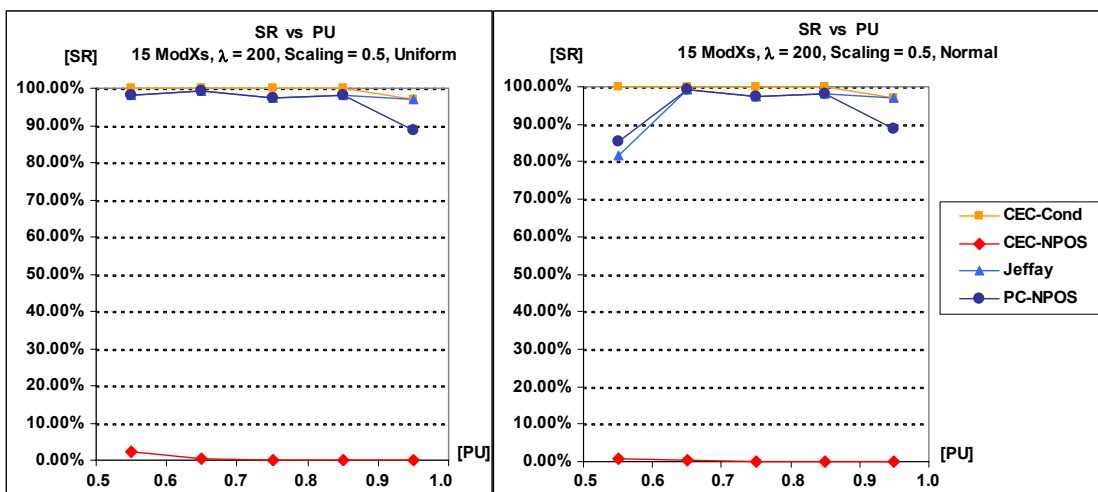 SR vs PU
15 ModXs, λ = 200, Scaling = 0.5, Uniform
[SR]
100.00%
90.00%
80.00%
70.00%
60.00%
50.00%
40.00%
30.00%
20.00%
10.00%
0.00%
0.5 0.6 0.7 0.8 0.9 1.0
[PU]
SR vs PU
15 ModXs, λ = 200, Scaling = 0.5, Normal
[SR]
100.00%
90.00%
80.00%
70.00%
60.00%
50.00%
40.00%
30.00%
20.00%
10.00%
0.00%
0.5 0.6 0.7 0.8 0.9 1.0
[PU]
CEC-Cond
CEC-NPOS
Jeffay
PC-NPOS